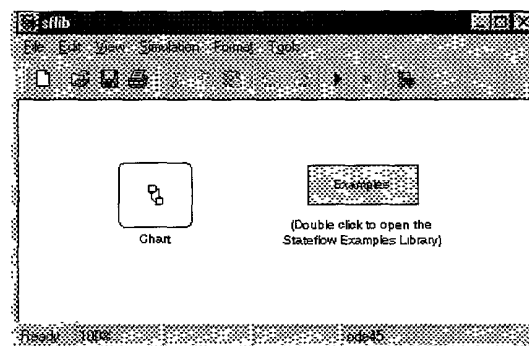 sflib
File Edit View Simulation Format Tools
Examples
Chart
(Double click to open the
Stateflow Examples Library)
Ready 100% ode45